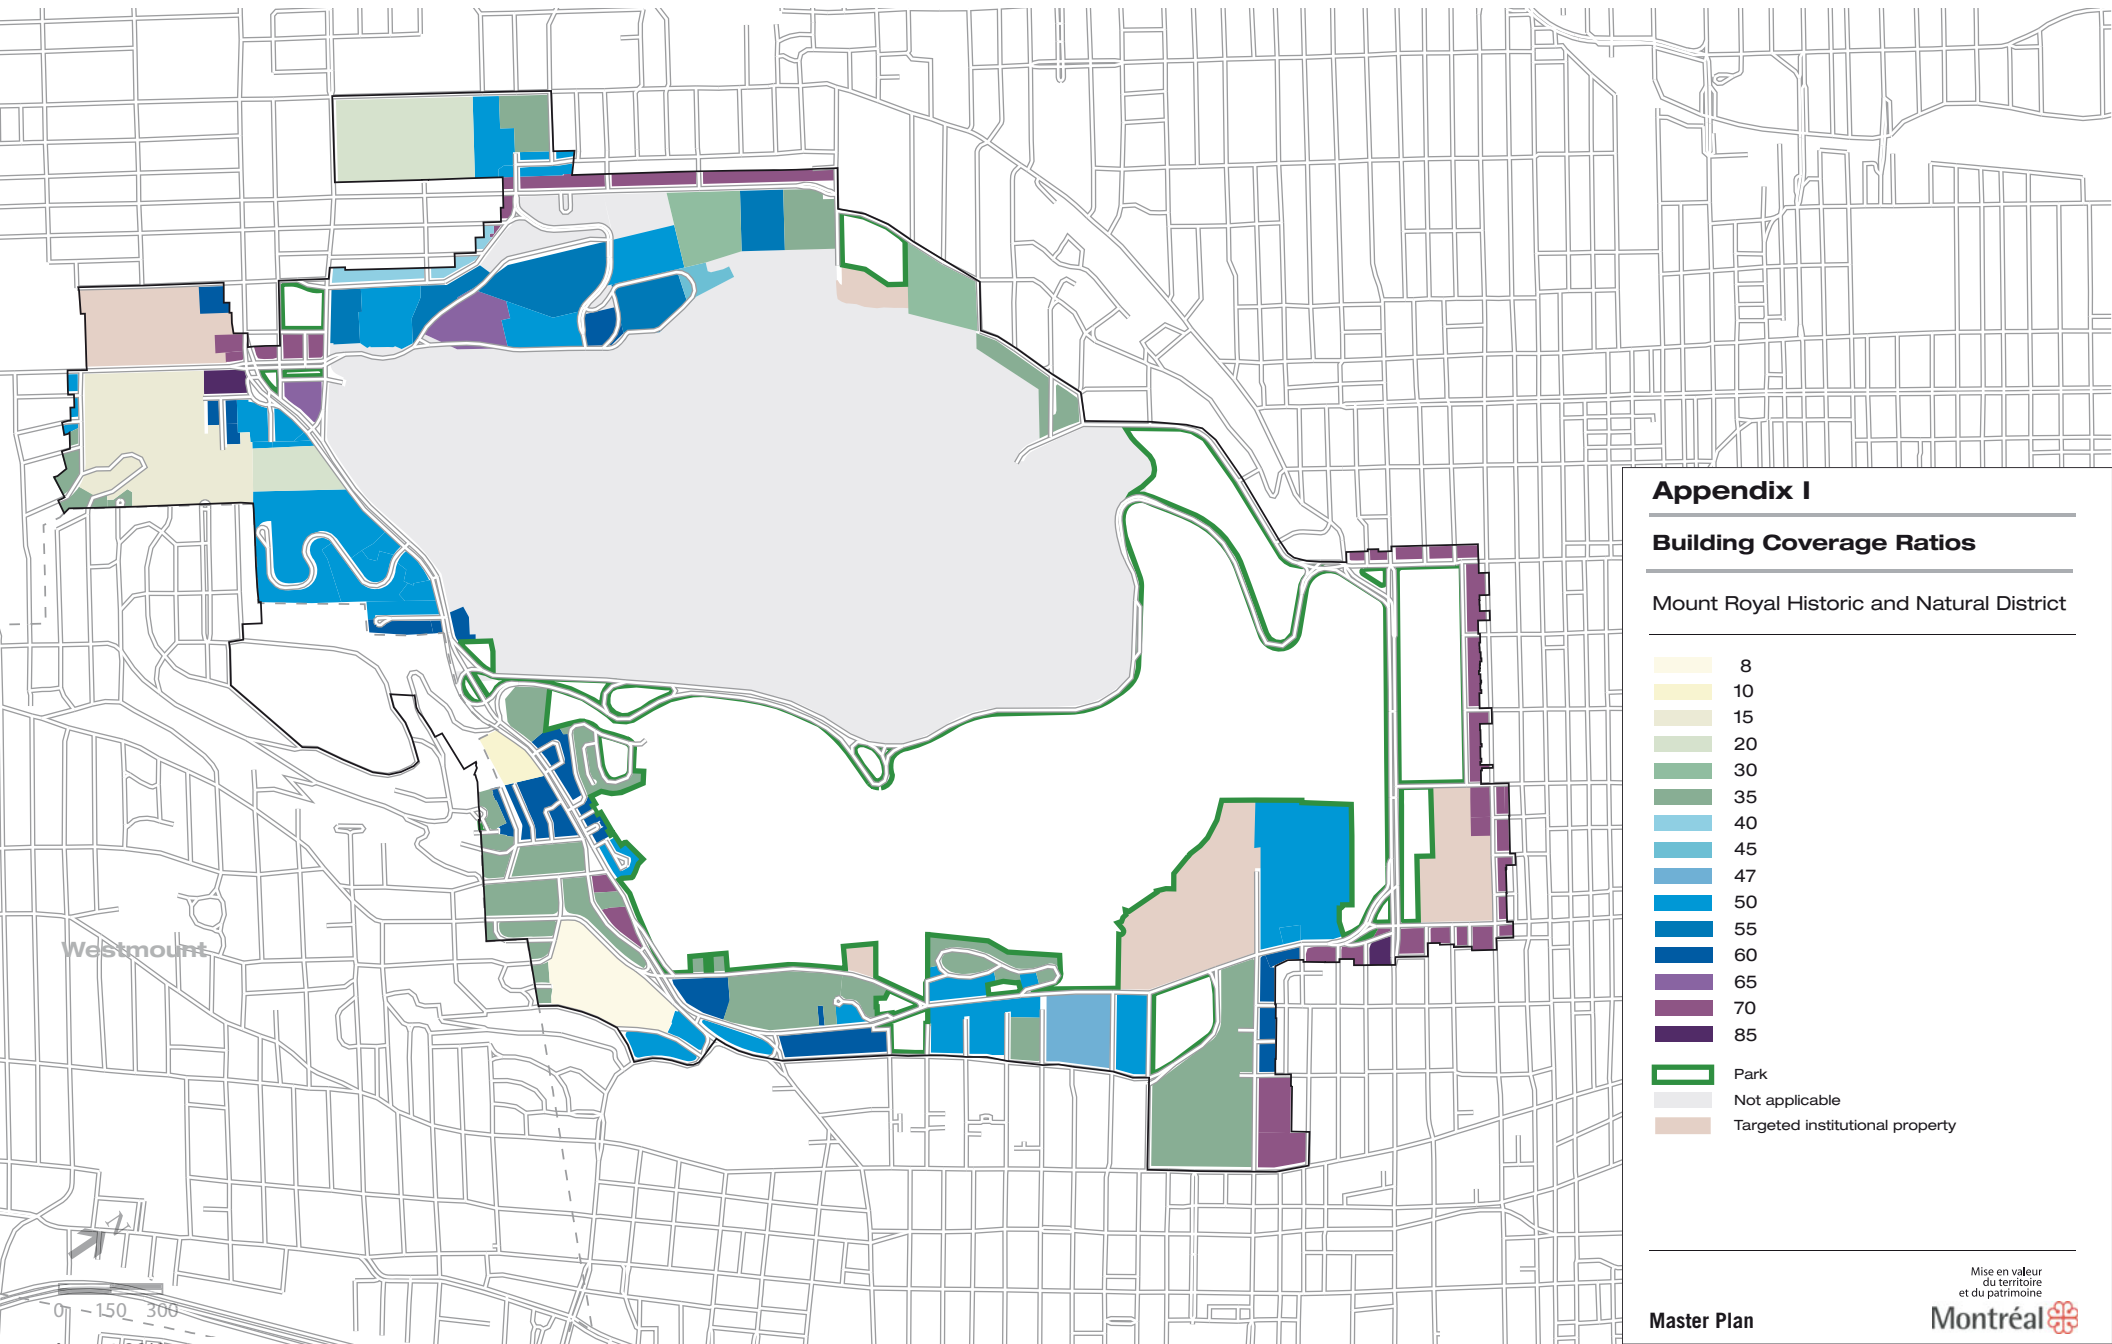 Appendix I
Building Coverage Ratios
Mount Royal Historic and Natural District
8
10
15
20
30
35
40
45
47
50
55
60
65
70
85
Park
Not applicable
Targeted institutional property
Westmount
N
0 150 300
Mise en valeur
du territoire
et du patrimoine
Master Plan
Montréal